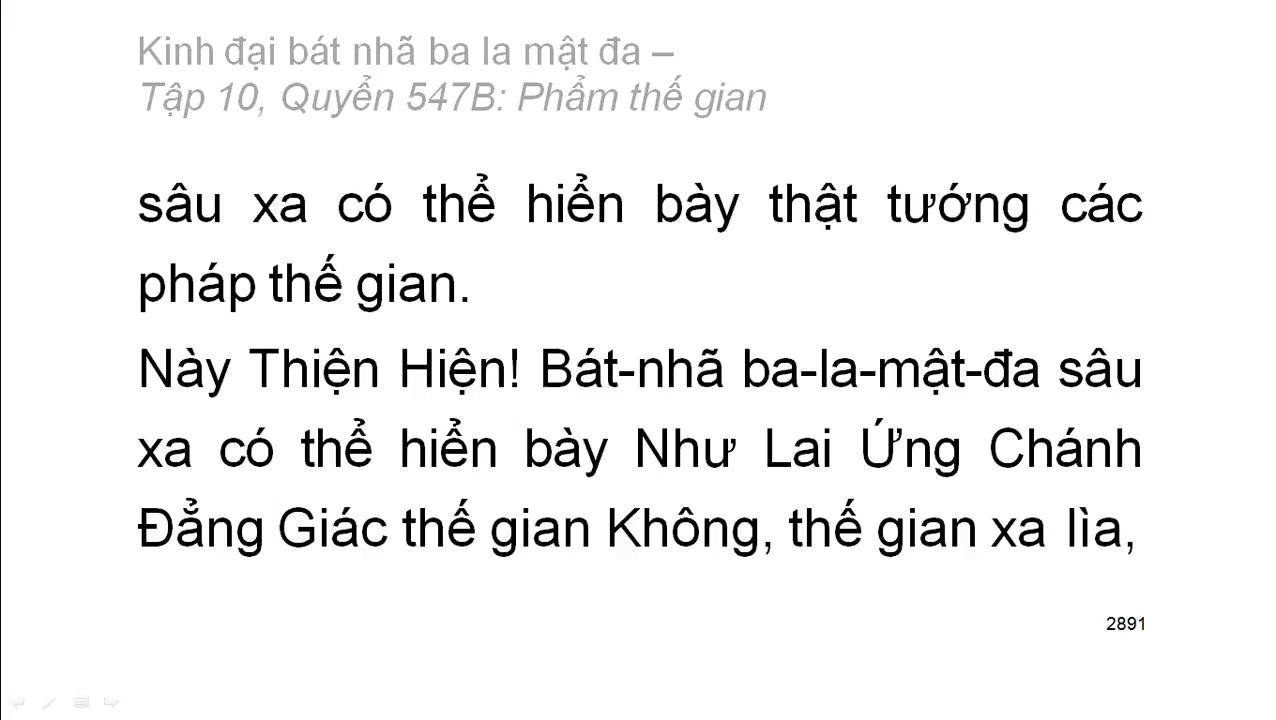 Kinh đại bát nhã ba la mật đa –
Tập 10, Quyển 547B: Phẩm thế gian
sâu xa có thể hiển bày thật tướng các
pháp thế gian.
Này Thiện Hiện! Bát-nhã ba-la-mật-đa sâu
xa có thể hiển bày Như Lai Ứng Chánh
Đẳng Giác thế gian Không, thế gian xa lìa,
2891